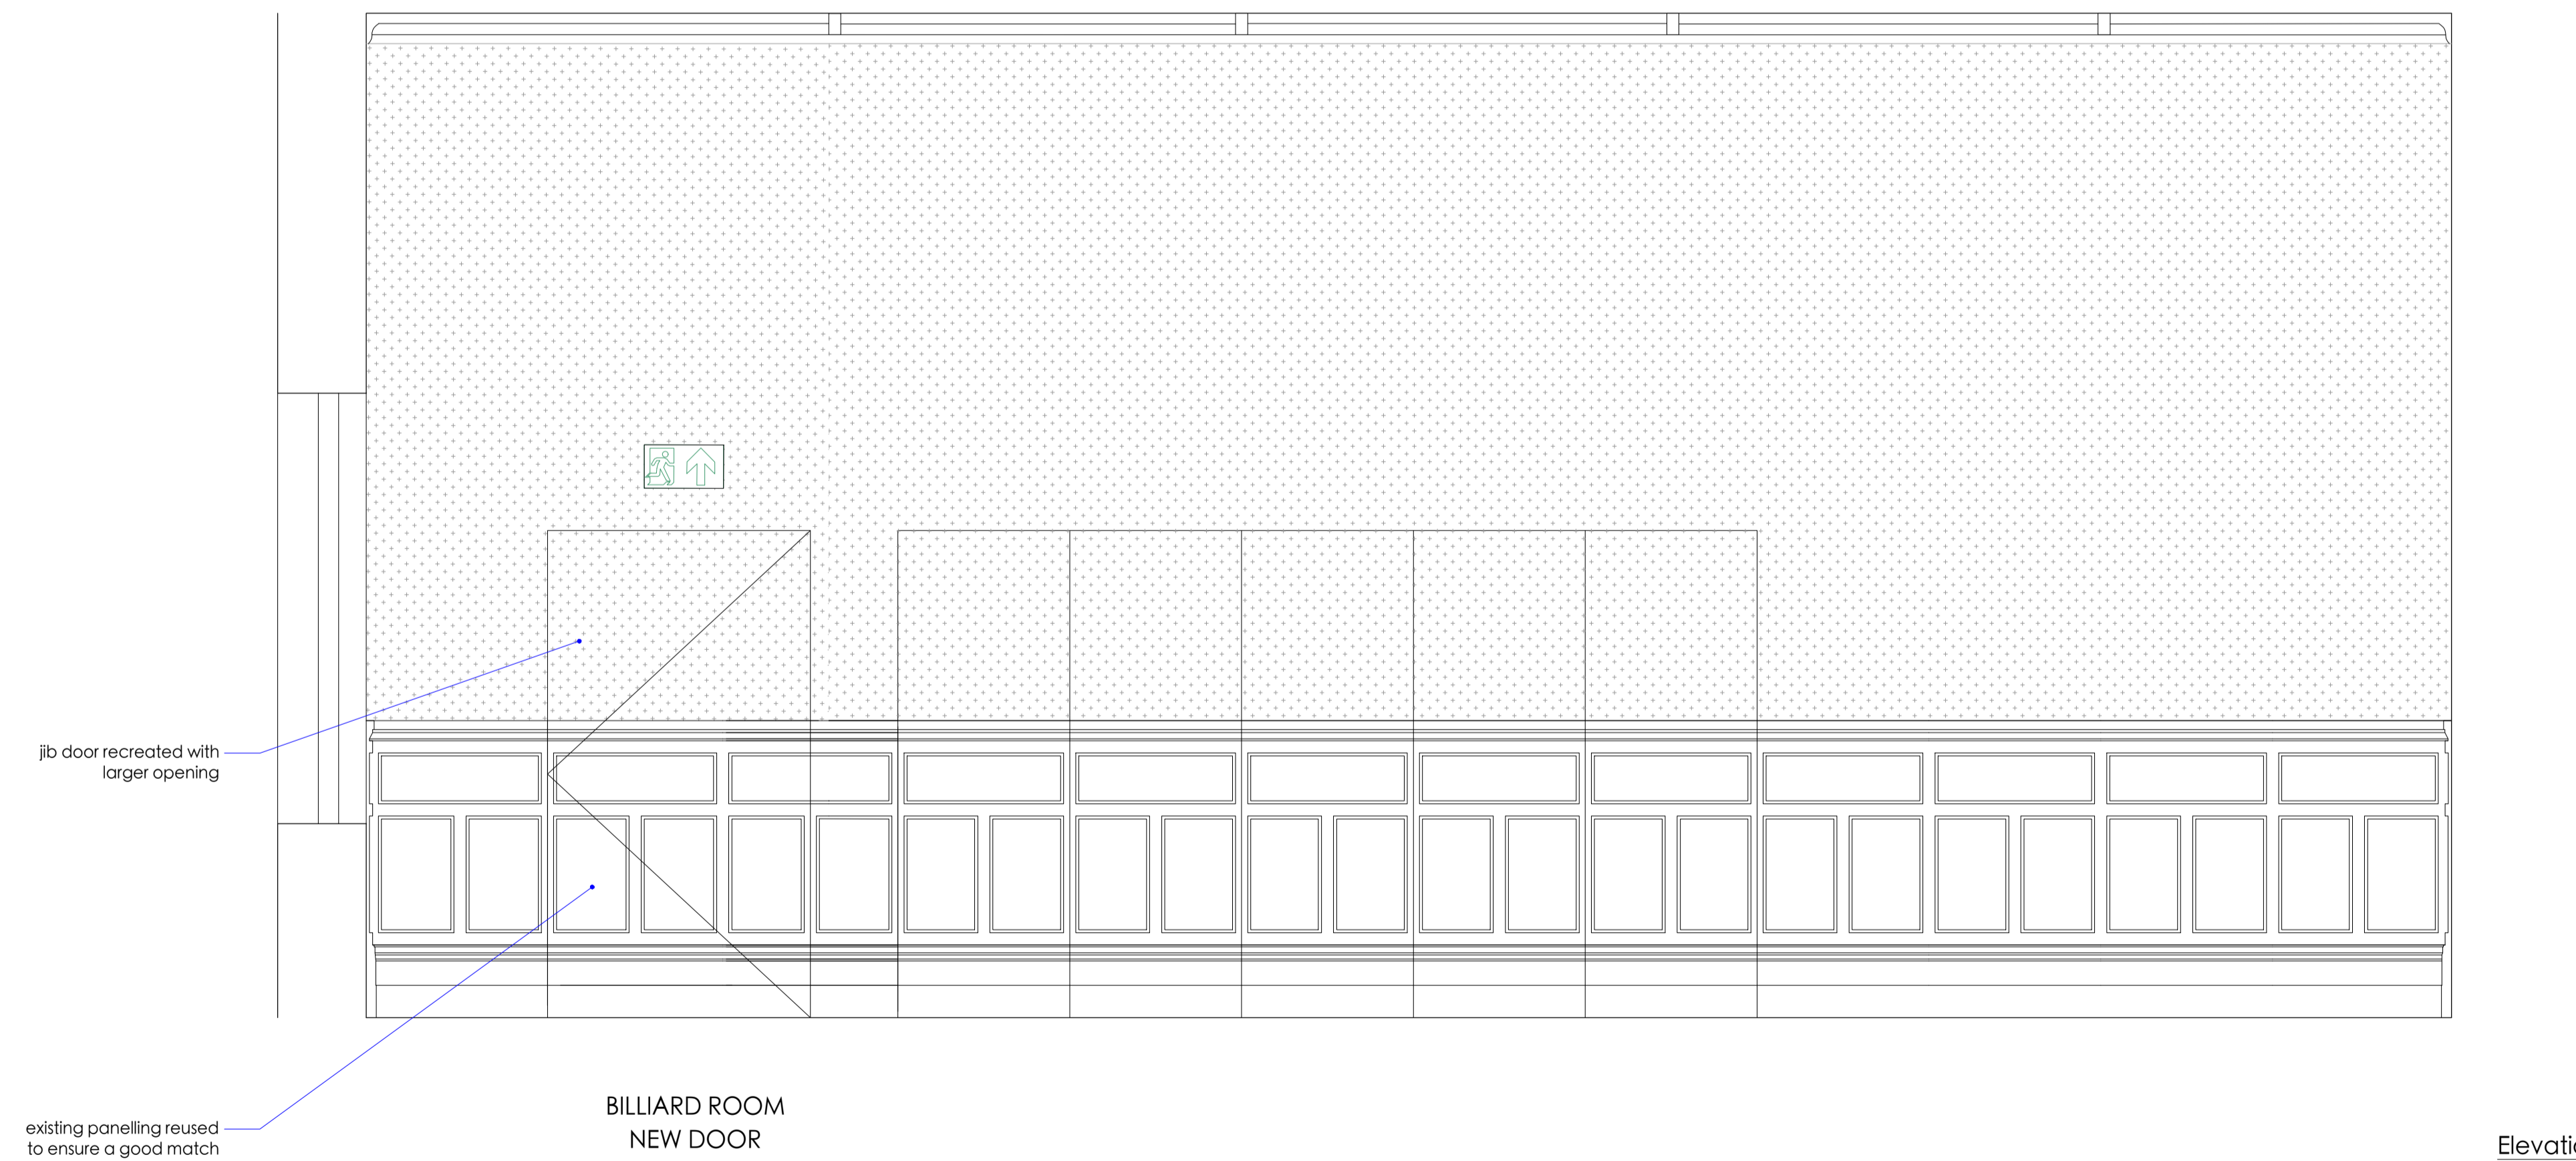 jib door recreated with
larger opening
existing panelling reused
to ensure a good match
BILLIARD ROOM
NEW DOOR